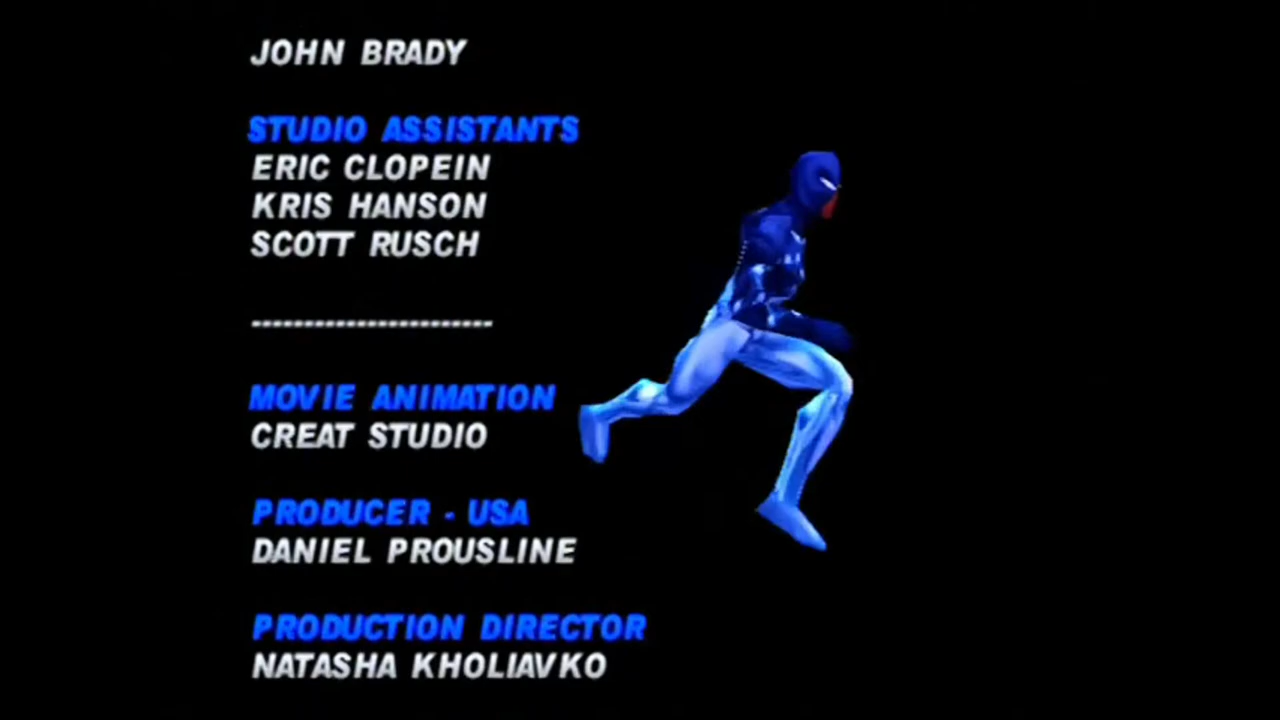 JOHN BRADY
STUDIO ASSISTANTS
ERIC CLOPEIN
KRIS HANSON
SCOTT RUSCH
-----------------------
MOVIE ANIMATION
CREAT STUDIO
PRODUCER - USA
DANIEL PROUSLINE
PRODUCTION DIRECTOR
NATASHA KHOLIAVKO